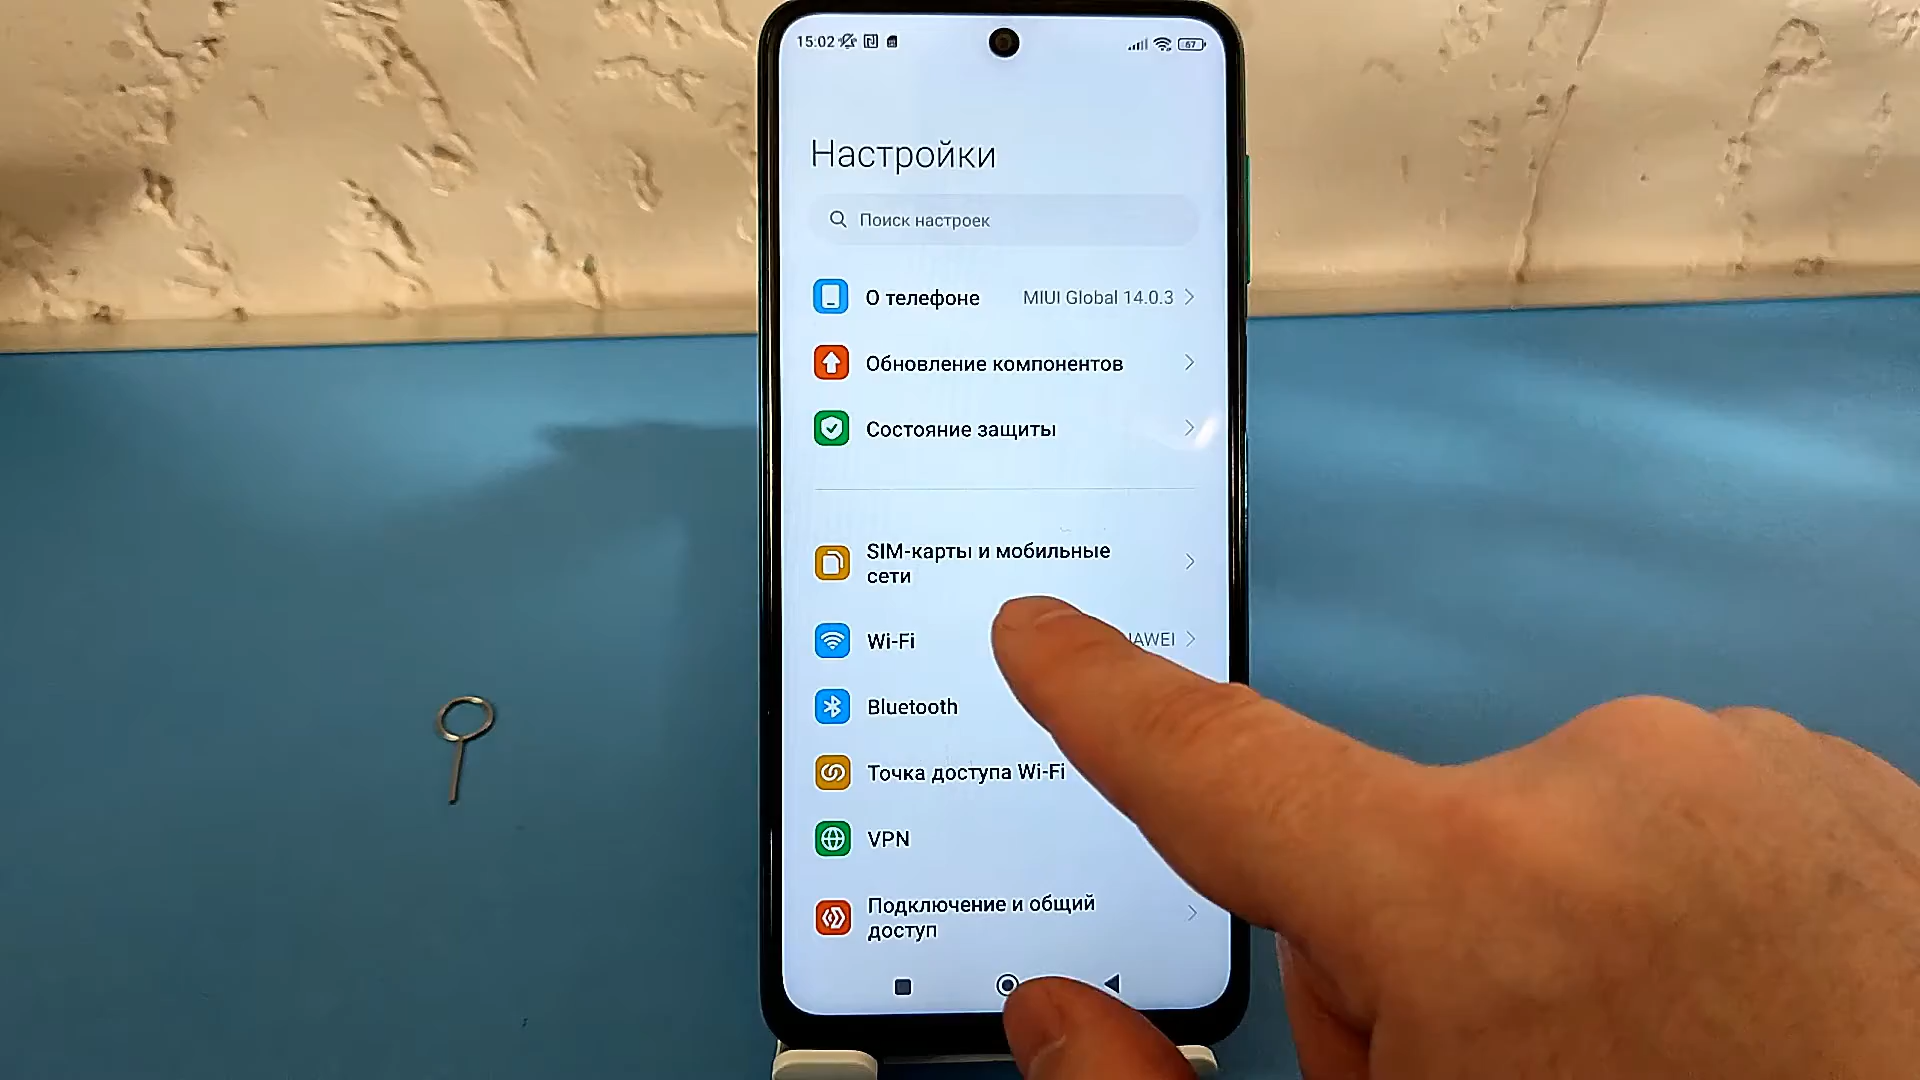 15:02
67
Настройки
Поиск настроек
О телефоне MIUI Global 14.0.3
Обновление компонентов
Состояние защиты
SIM-карты и мобильные
сети
Wi-Fi
Bluetooth
Точка доступа Wi-Fi
VPN
Подключение и общий
доступ